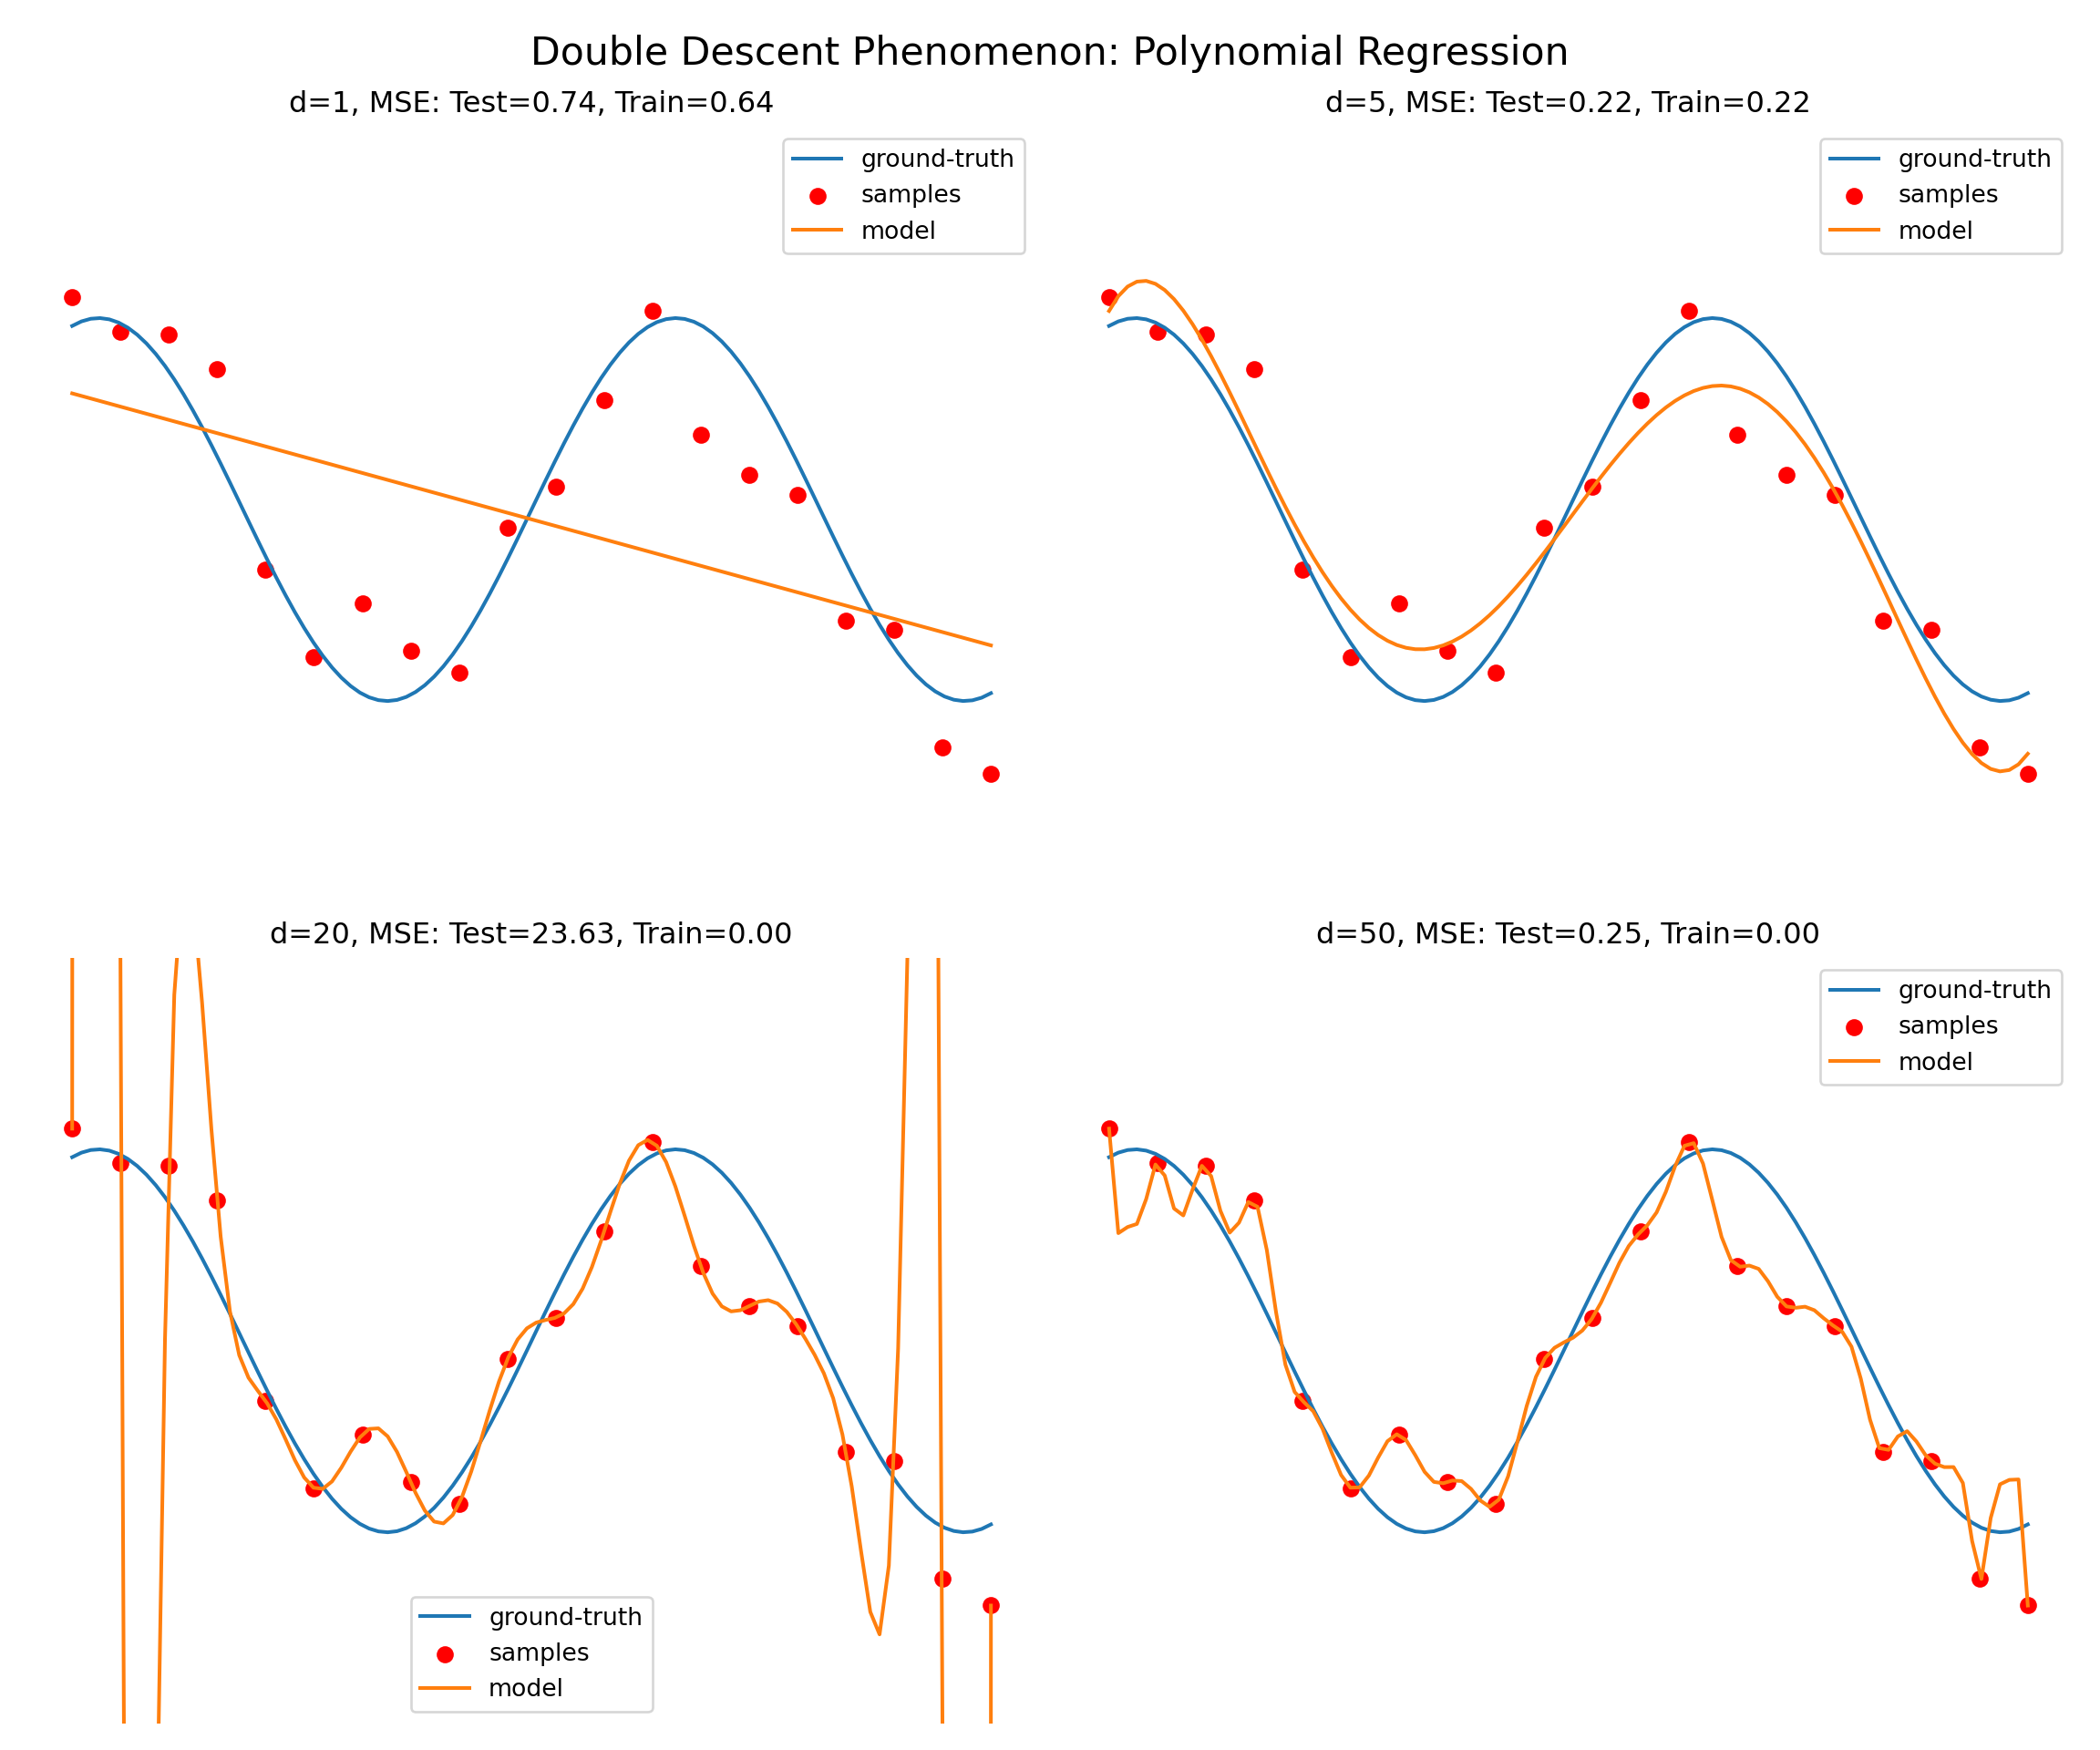 Double Descent Phenomenon: Polynomial Regression
d=1, MSE: Test=0.74, Train=0.64
ground-truth
samples
model
d=5, MSE: Test=0.22, Train=0.22
ground-truth
samples
model
d=20, MSE: Test=23.63, Train=0.00
ground-truth
samples
model
d=50, MSE: Test=0.25, Train=0.00
ground-truth
samples
model